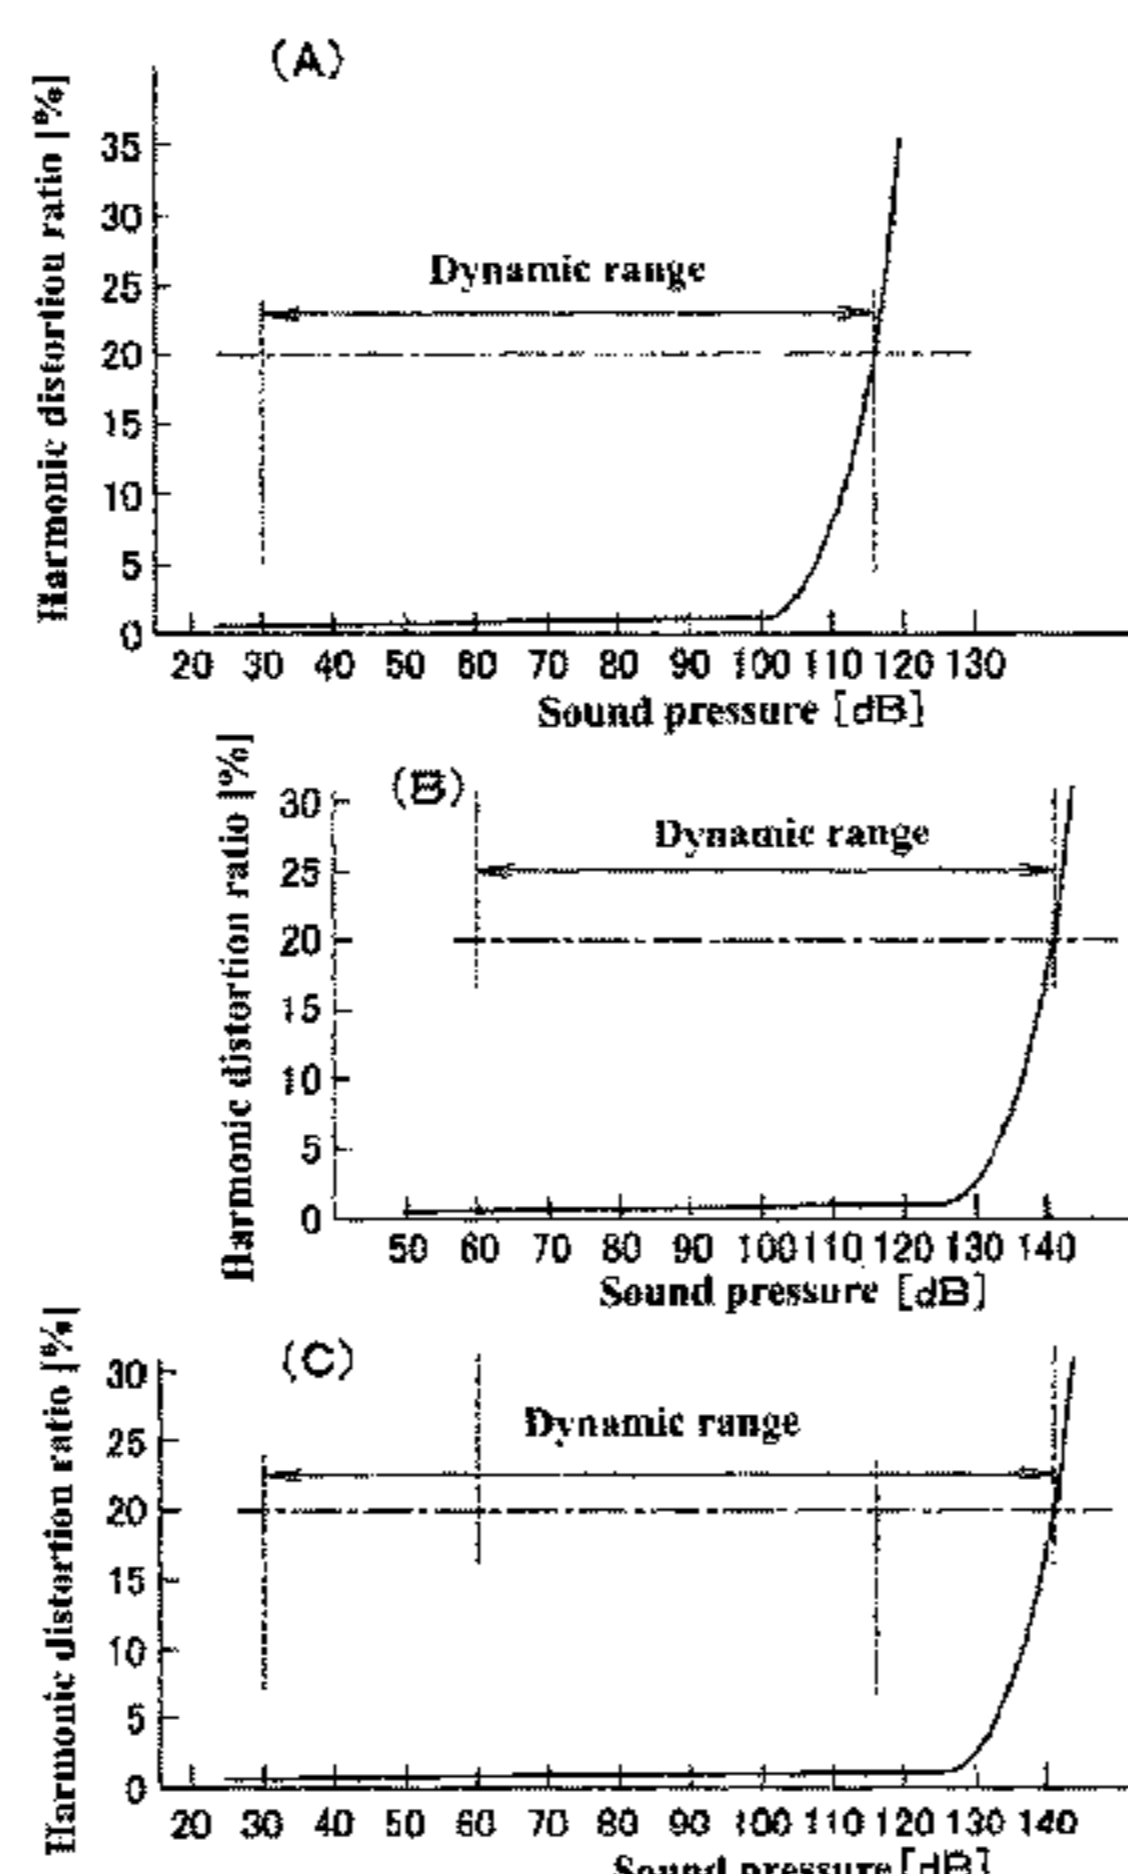 (A)
Harmonic distortion ratio [%]
35
30
25
20
15
10
5
0
Dynamic range
20 30 40 50 60 70 80 90 100 110 120 130
Sound pressure [dB]
(B)
Harmonic distortion ratio [%]
30
25
20
15
10
5
0
Dynamic range
50 60 70 80 90 100 110 120 130 140
Sound pressure [dB]
(C)
Harmonic distortion ratio [%]
30
25
20
15
10
5
0
Dynamic range
20 30 40 50 60 70 80 90 100 110 120 130 140
Sound pressure [dB]